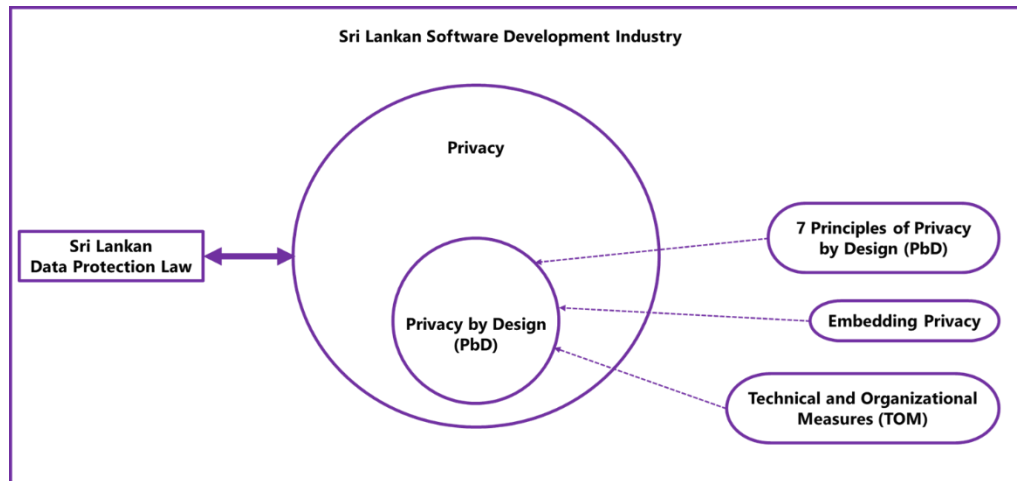 Sri Lankan Software Development Industry
Privacy
Sri Lankan
Data Protection Law
Privacy by Design
(PbD)
7 Principles of Privacy
by Design (PbD)
Embedding Privacy
Technical and Organizational
Measures (TOM)